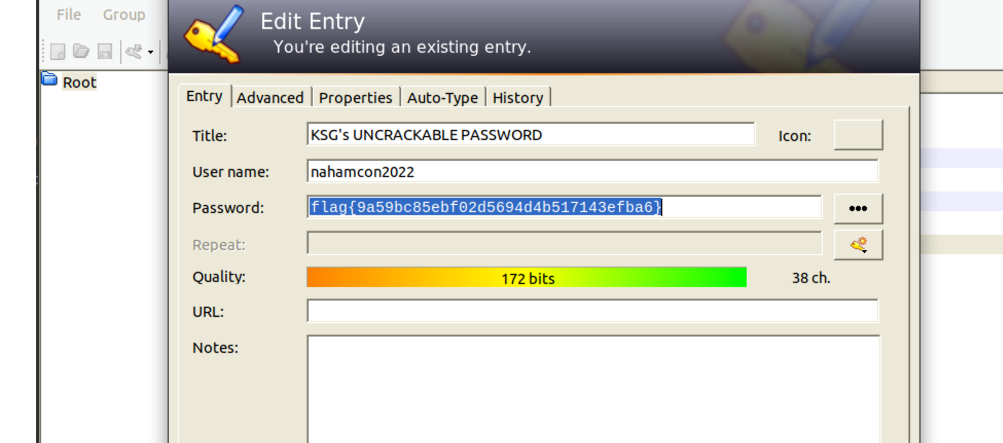 File Group
Edit Entry
You're editing an existing entry.
Root
Entry Advanced Properties Auto-Type History
Title: KSG's UNCRACKABLE PASSWORD Icon:
User name: nahamcon2022
Password: flag{9a59bc85ebf02d5694d4b517143efba6}
Repeat:
Quality: 172 bits 38 ch.
URL:
Notes: